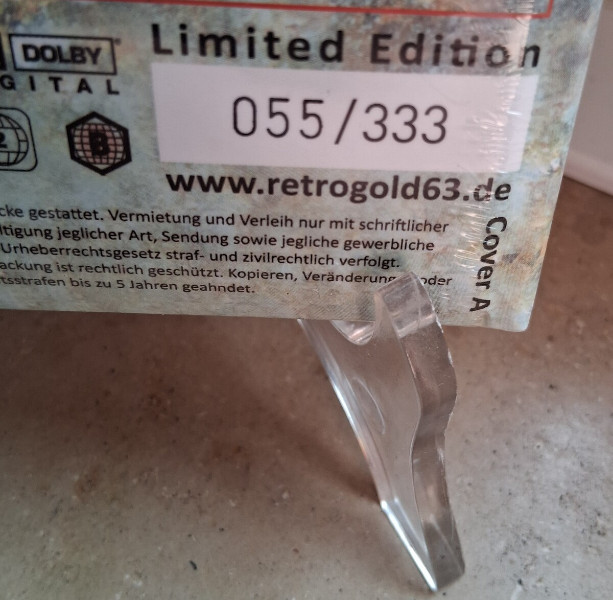 Limited Edition
DOLBY
GITAL
055/333
2
B
www.retrogold63.de
cke gestattet. Vermietung und Verleih nur mit schriftlicher
ltigung jeglicher Art, Sendung sowie jegliche gewerbliche
Urheberrechtsgesetz straf- und zivilrechtlich verfolgt.
ackung ist rechtlich geschützt. Kopieren, Veränderung oder
tsstrafen bis zu 5 Jahren geahndet.
Cover A